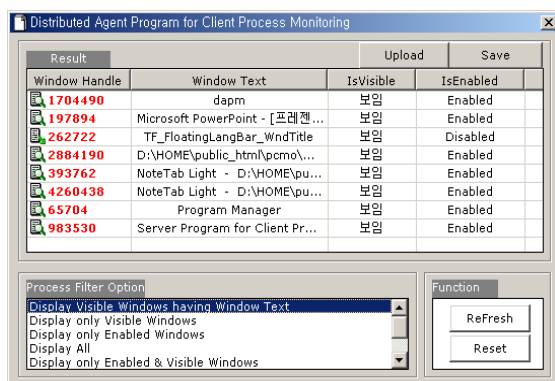 Distributed Agent Program for Client Process Monitoring
Result
Upload
Save
Window Handle Window Text IsVisible IsEnabled
1704490 dapm 보임 Enabled
197894 Microsoft PowerPoint - [프레젠... 보임 Enabled
262722 TF_FloatingLangBar_WndTitle 보임 Disabled
2884190 D:\HOME\public_html\pcmo\... 보임 Enabled
393762 NoteTab Light - D:\HOME\pu... 보임 Enabled
4260438 NoteTab Light - D:\HOME\pu... 보임 Enabled
65704 Program Manager 보임 Enabled
983530 Server Program for Client Pr... 보임 Enabled
Process Filter Option
Display Visible Windows having Window Text
Display only Visible Windows
Display only Enabled Windows
Display All
Display only Enabled & Visible Windows
Function
ReFresh
Reset